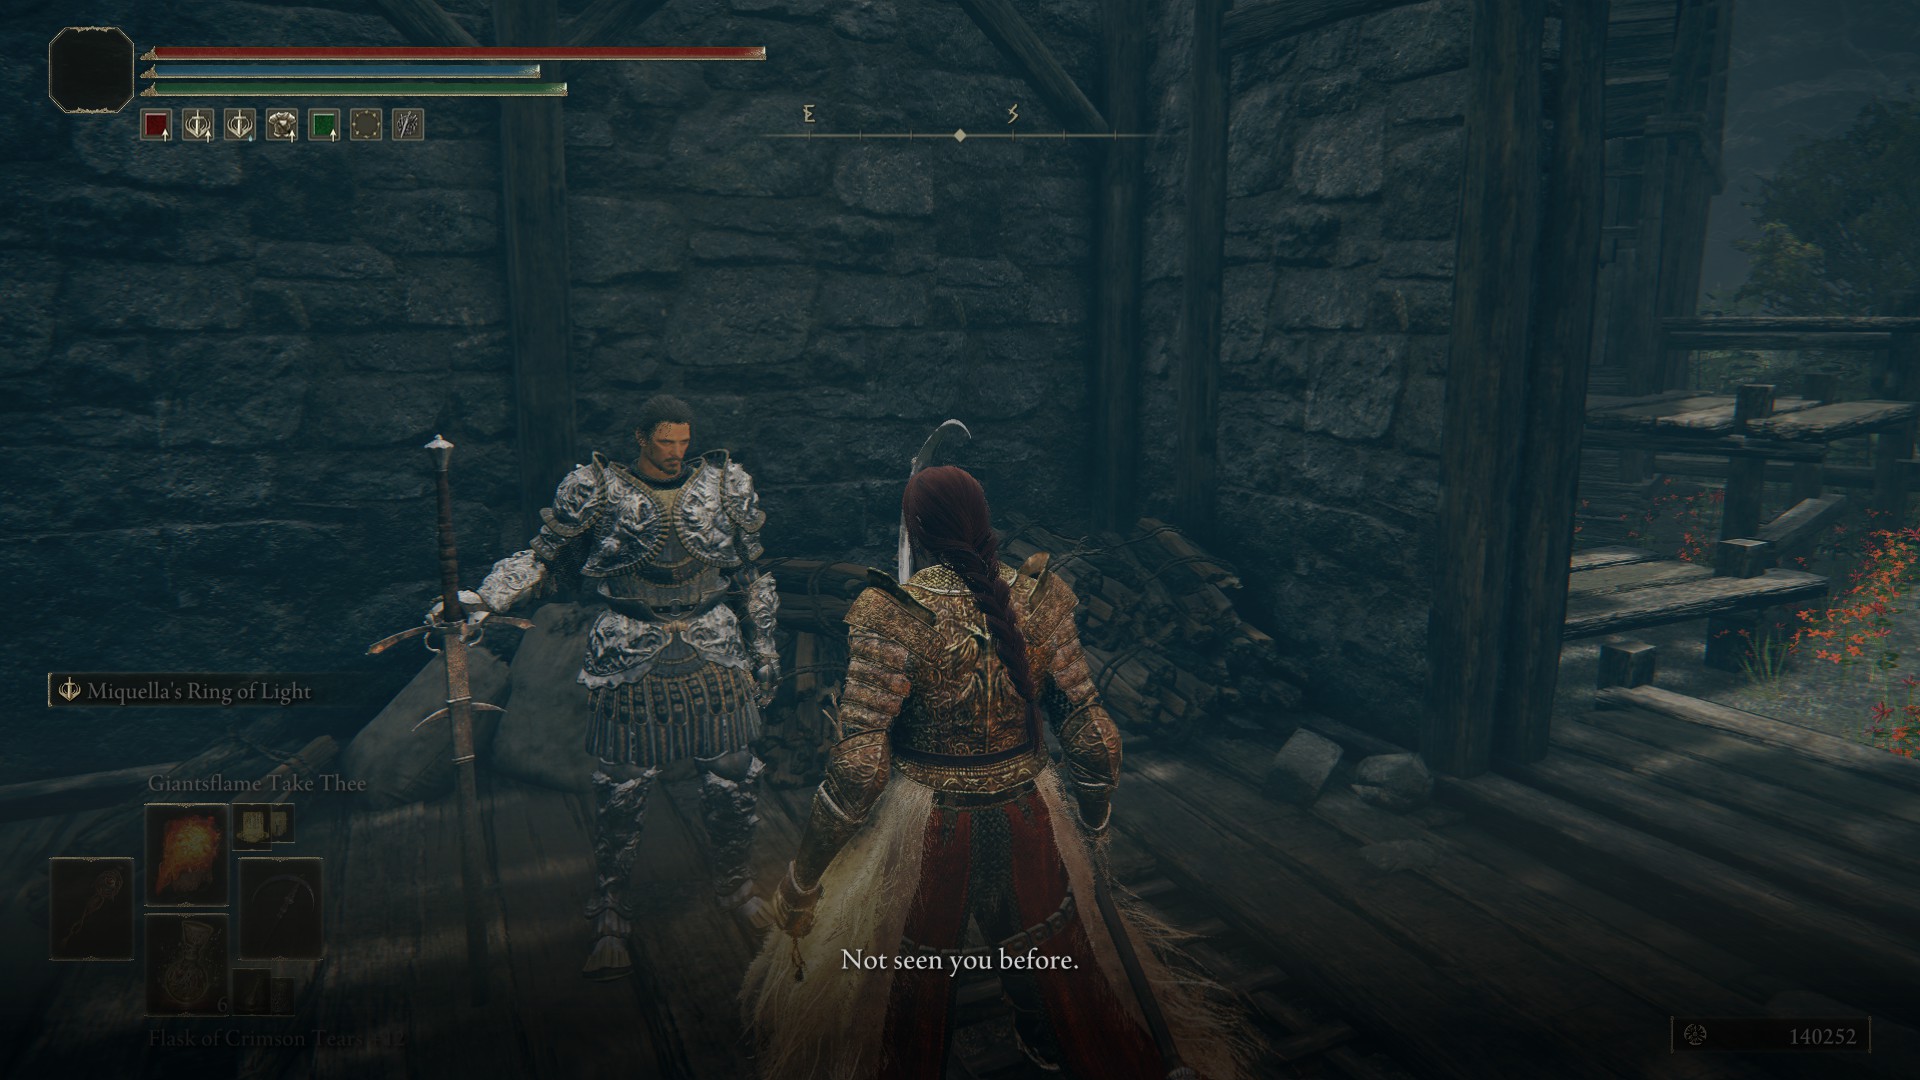 E
S
Miquella's Ring of Light
Giantsflame Take Thee
6
Not seen you before.
Flask of Crimson Tears +12
140252